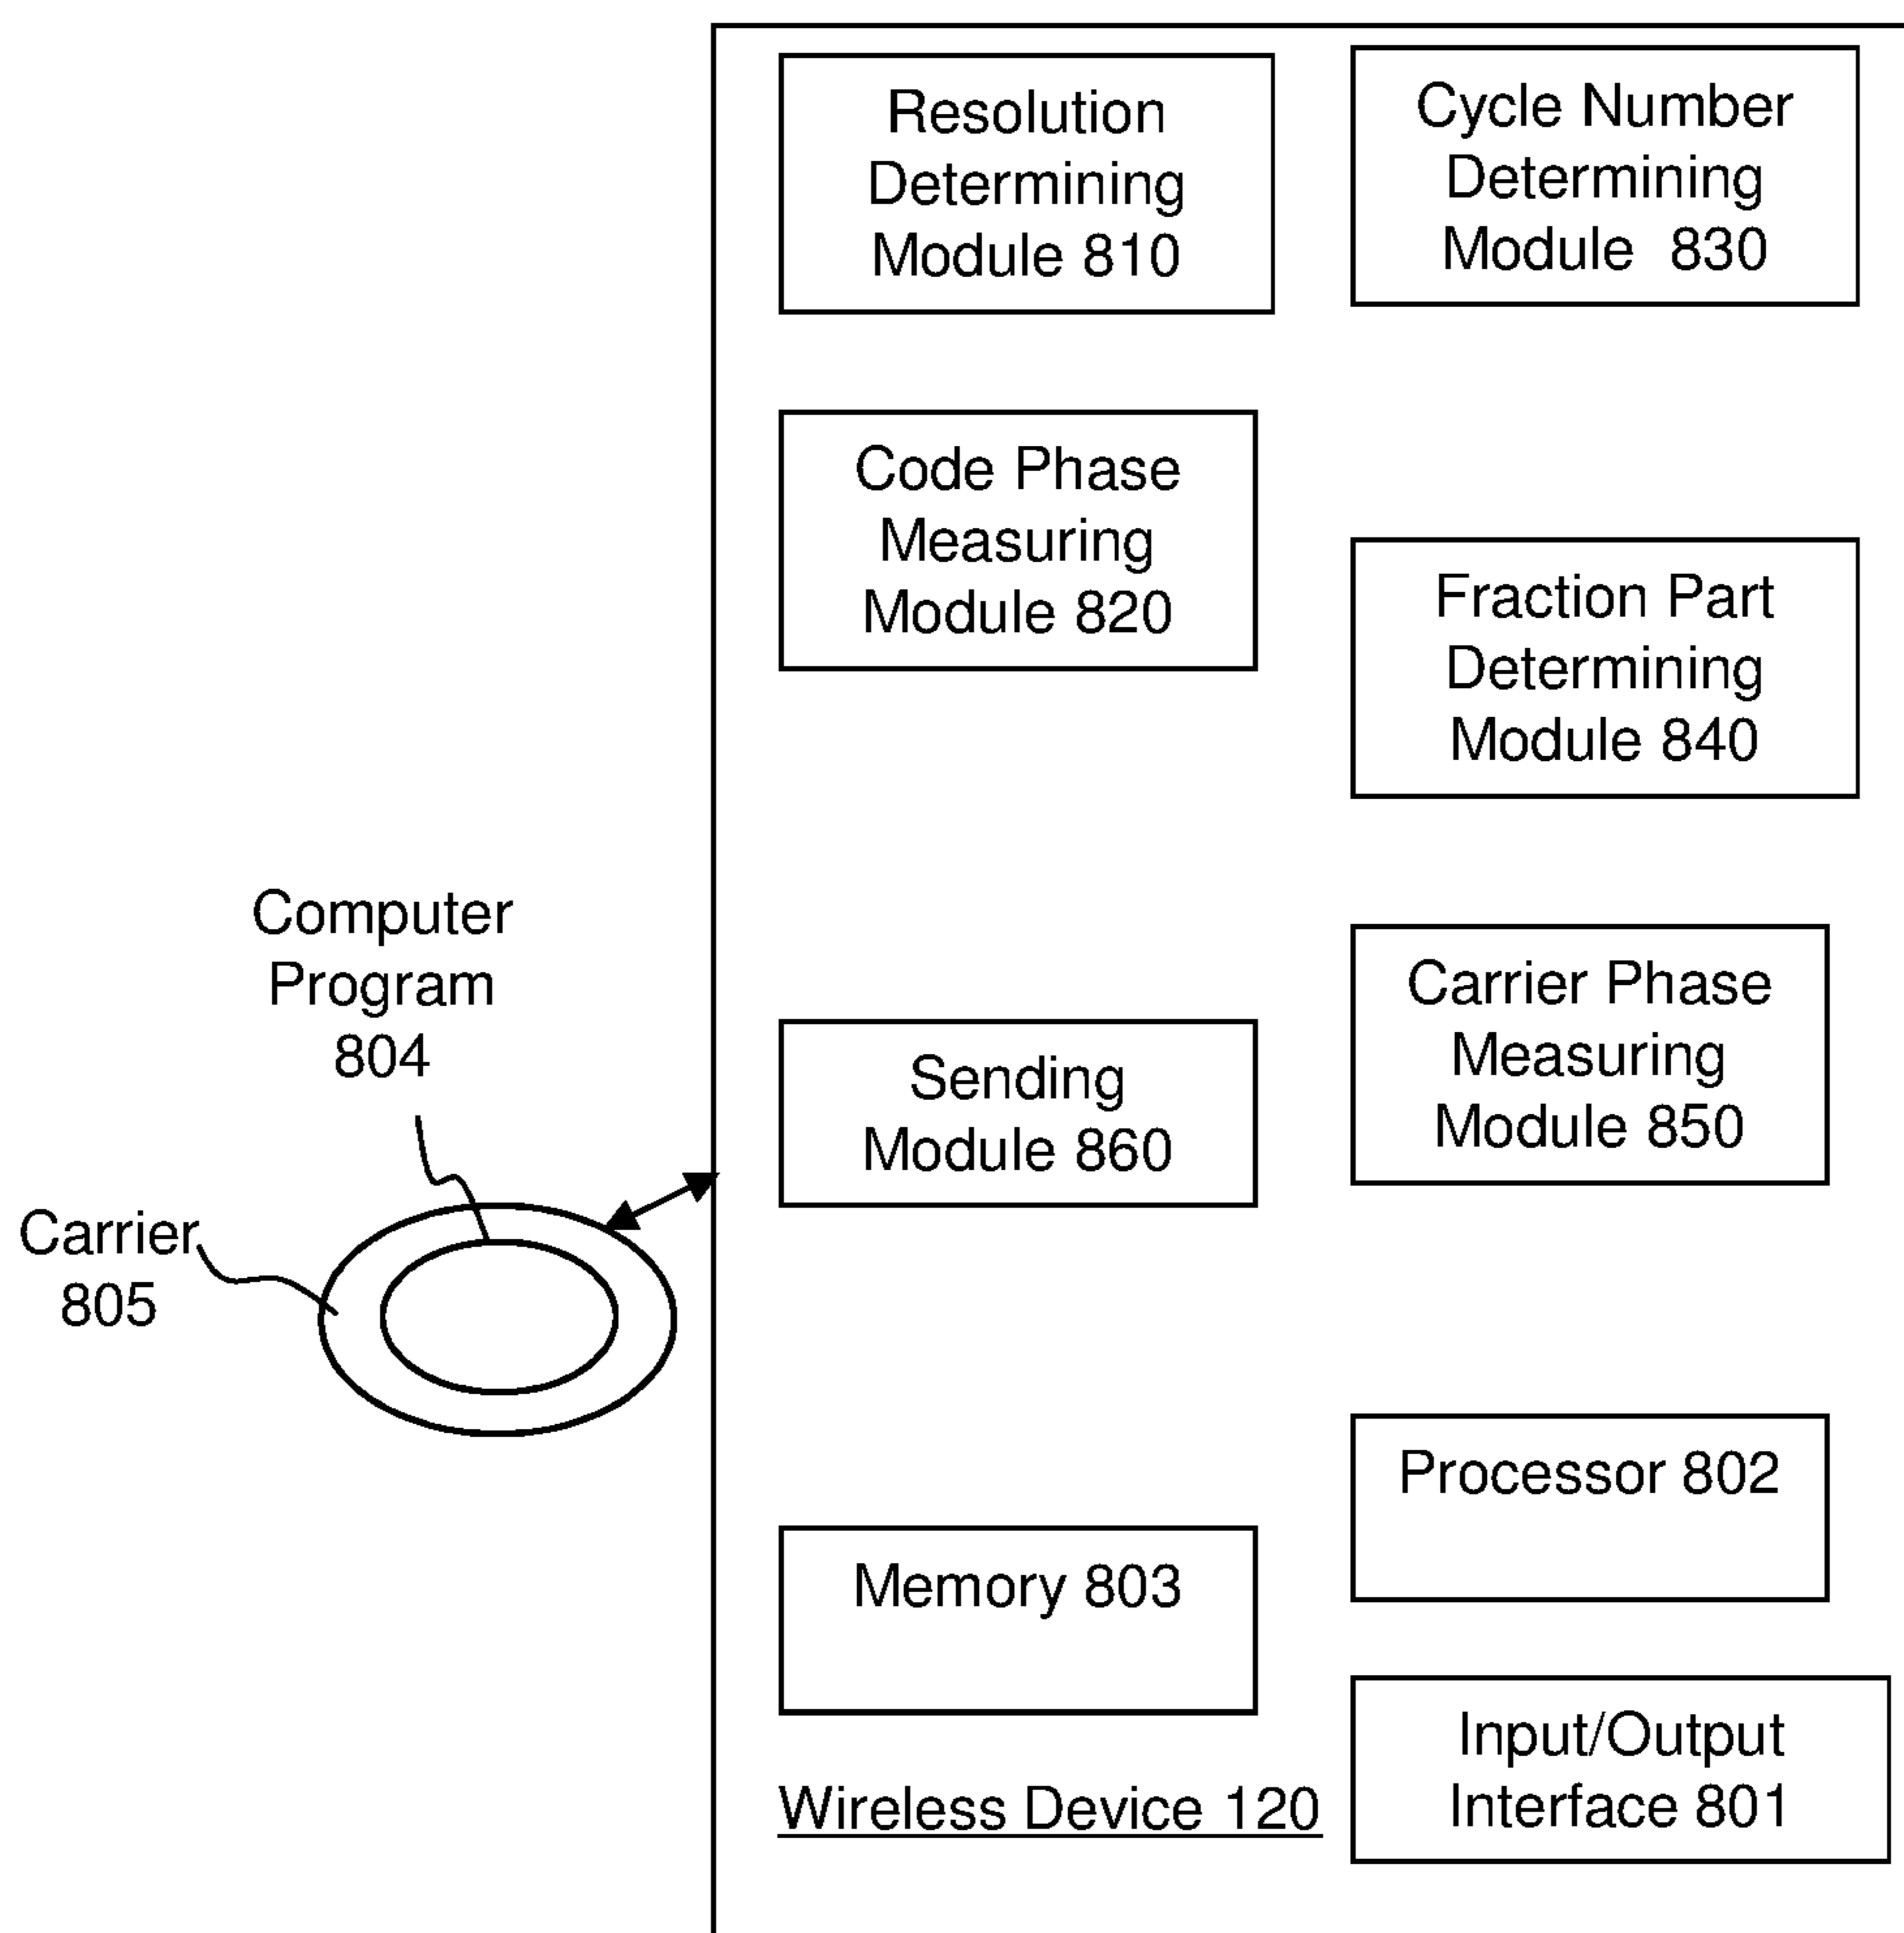 Resolution
Determining
Module 810
Cycle Number
Determining
Module 830
Code Phase
Measuring
Module 820
Fraction Part
Determining
Module 840
Computer
Program
804
Carrier Phase
Measuring
Module 850
Sending
Module 860
Carrier
805
Processor 802
Memory 803
Input/Output
Interface 801
Wireless Device 120